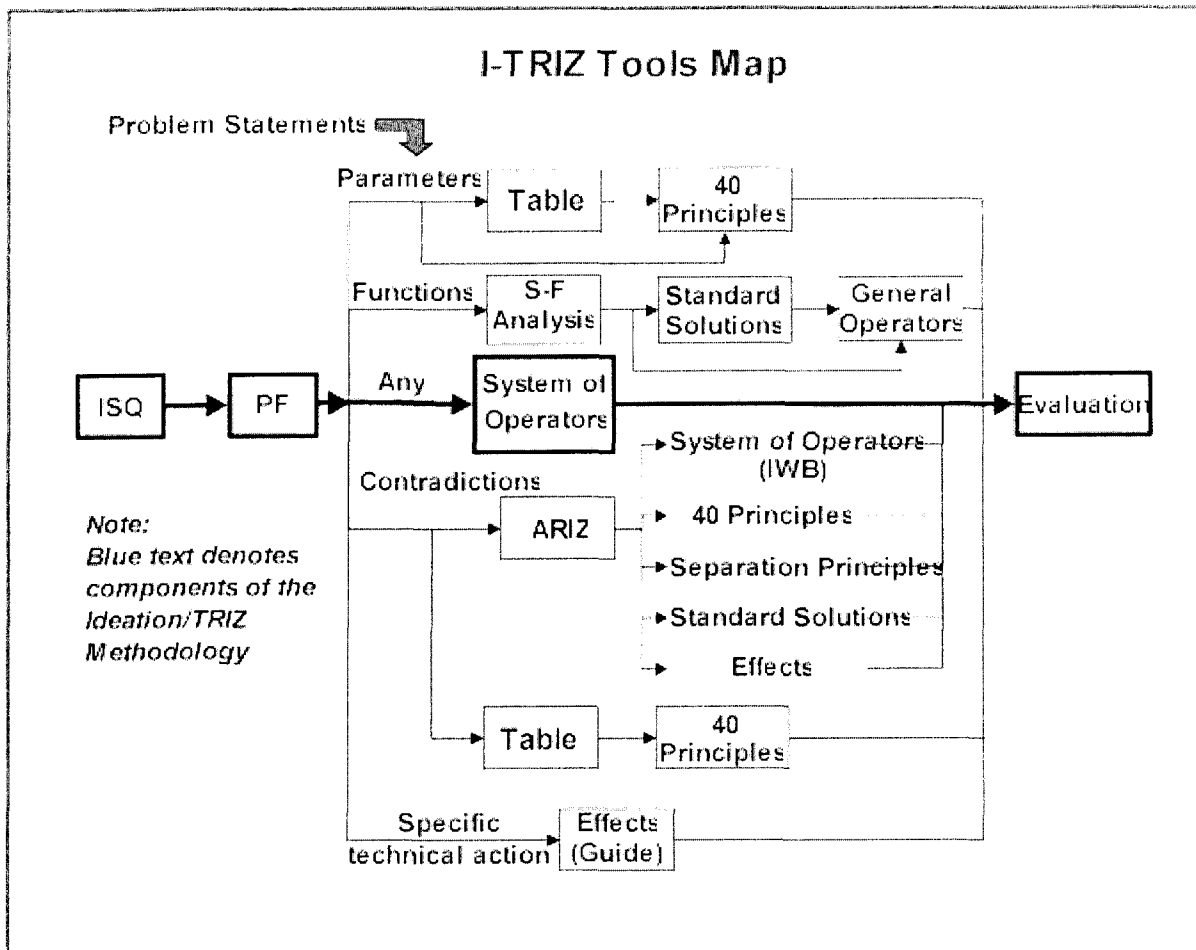 I-TRIZ Tools Map
Problem Statements
Parameters
Table
40
Principles
Functions
S-F
Analysis
Standard
Solutions
General
Operators
ISQ
PF
Any
System of
Operators
Evaluation
Contradictions
ARIZ
System of Operators
(IWB)
40 Principles
Separation Principles
Standard Solutions
Effects
Note:
Blue text denotes
components of the
Ideation/TRIZ
Methodology
Table
40
Principles
Specific
technical action
Effects
(Guide)